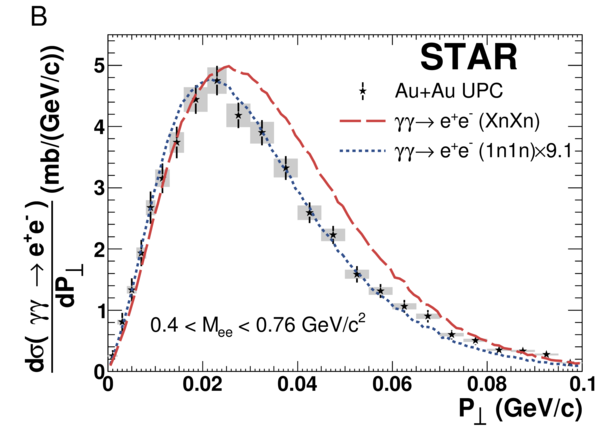 B
STAR
Au+Au UPC
γγ→ e⁺e⁻ (XnXn)
γγ→ e⁺e⁻ (1n1n)×9.1
0.4 < Mₑₑ < 0.76 GeV/c²
dσ( γγ → e⁺e⁻) (mb/(GeV/c))
dP⊥
5
4
3
2
1
0
0 0.02 0.04 0.06 0.08 0.1
P⊥ (GeV/c)